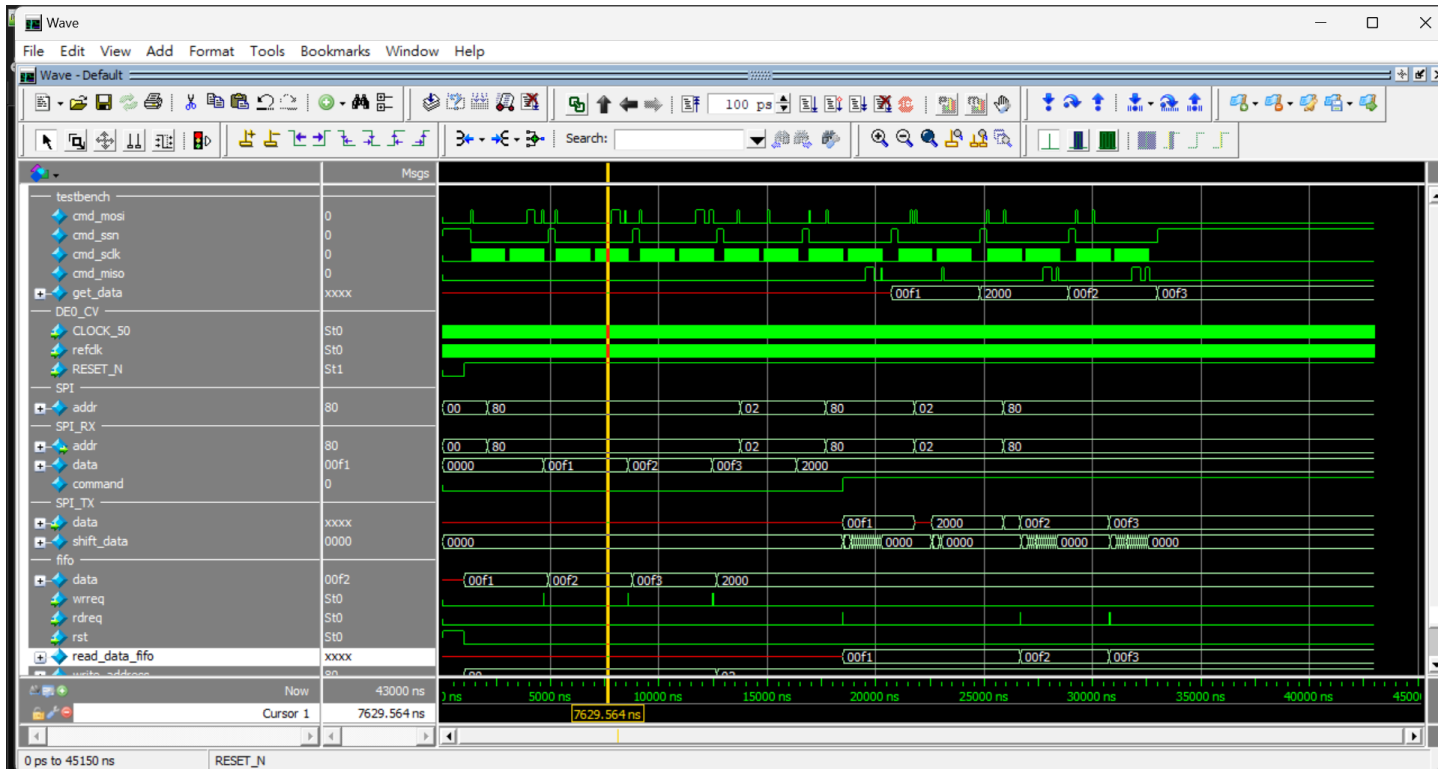 Wave
File Edit View Add Format Tools Bookmarks Window Help
Wave - Default
100 ps
Search:
Msgs
testbench
cmd_mosi 0
cmd_ssn 0
cmd_sclk 0
cmd_miso 0
get_data xxxx 00f1 2000 00f2 00f3
DE0_CV
CLOCK_50 St0
refclk St0
RESET_N St1
SPI
addr 80 00 80 02 80 02 80
SPI_RX
addr 80 00 80 02 80 02 80
data 00f1 0000 00f1 00f2 00f3 2000
command 0
SPI_TX
data xxxx 00f1 2000 00f2 00f3
shift_data 0000 0000 0000 0000 0000 0000
fifo
data 00f2 00f1 00f2 00f3 2000
wrreq St0
rdreq St0
rst St0
read_data_fifo xxxx 00f1 00f2 00f3
Now 43000 ns
ns 5000 ns 10000 ns 15000 ns 20000 ns 25000 ns 30000 ns 35000 ns 40000 ns 4500
Cursor 1 7629.564 ns 7629.564 ns
0 ps to 45150 ns RESET_N